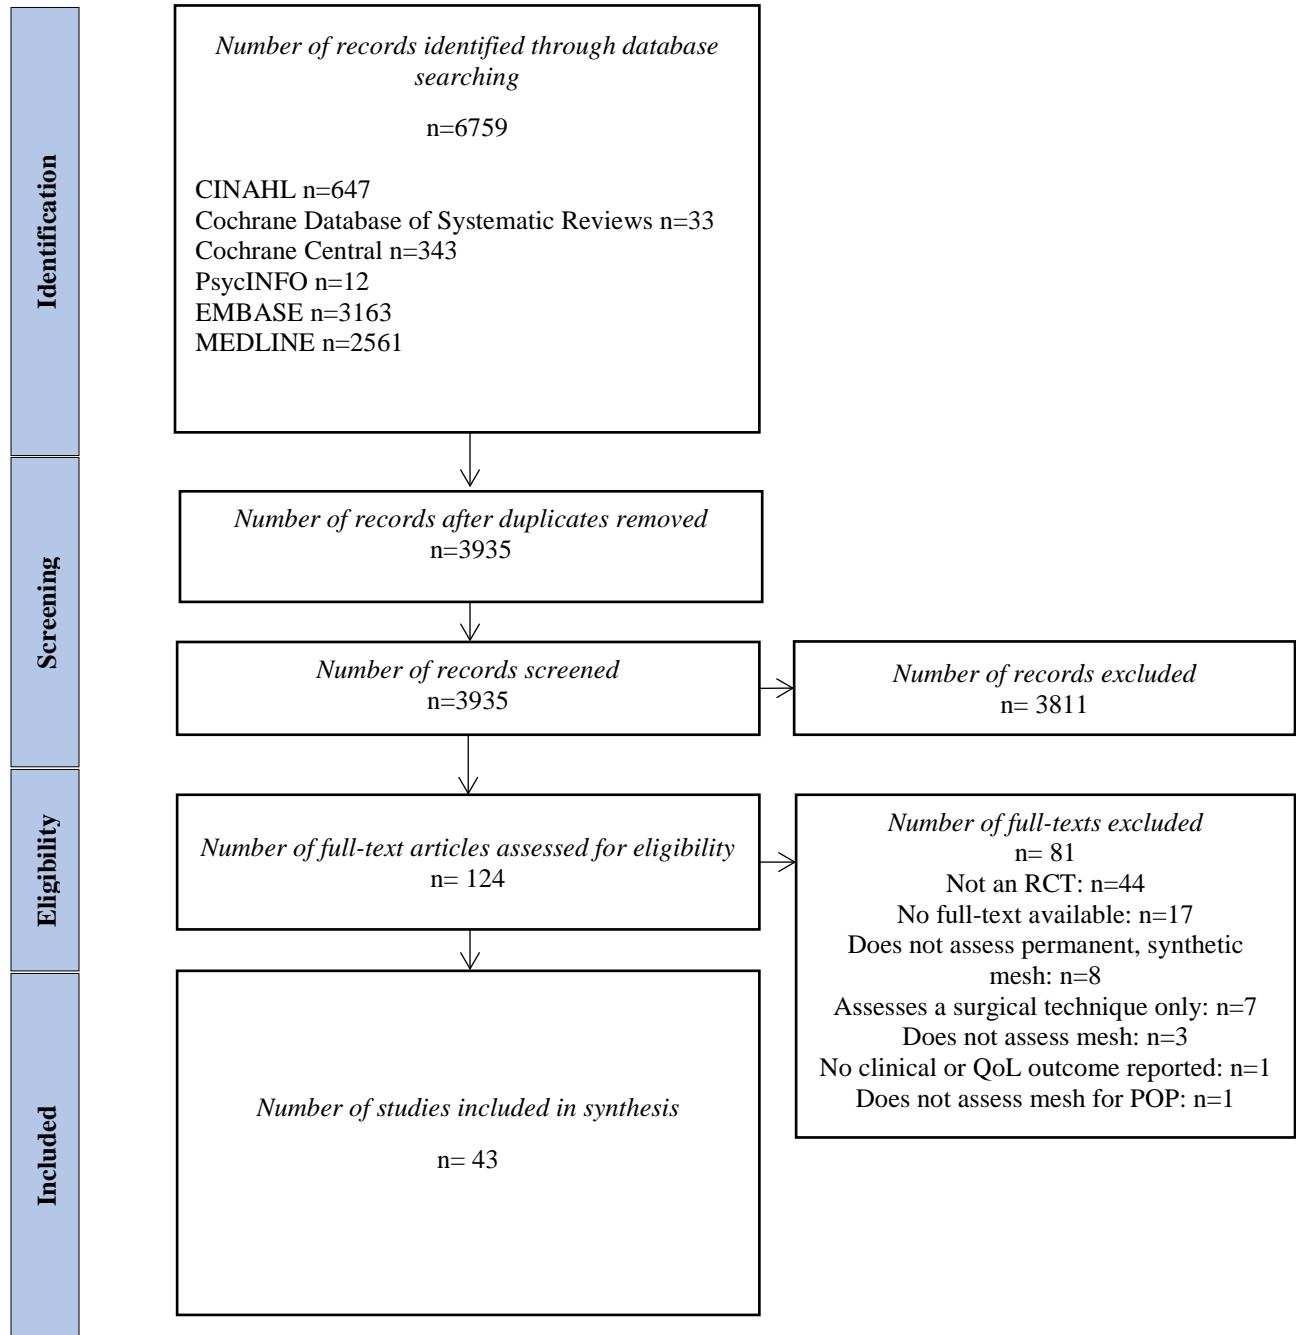 Identification
Number of records identified through database
searching
n=6759
CINAHL n=647
Cochrane Database of Systematic Reviews n=33
Cochrane Central n=343
PsycINFO n=12
EMBASE n=3163
MEDLINE n=2561
Screening
Number of records after duplicates removed
n=3935
Number of records screened
n=3935
Number of records excluded
n= 3811
Eligibility
Number of full-text articles assessed for eligibility
n= 124
Number of full-texts excluded
n= 81
Not an RCT: n=44
No full-text available: n=17
Does not assess permanent, synthetic
mesh: n=8
Assesses a surgical technique only: n=7
Does not assess mesh: n=3
No clinical or QoL outcome reported: n=1
Does not assess mesh for POP: n=1
Included
Number of studies included in synthesis
n= 43